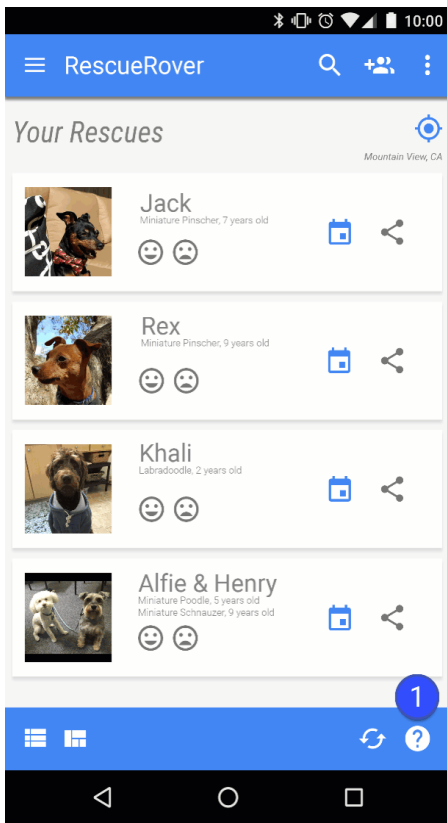 10:00
RescueRover
Your Rescues
Mountain View, CA
Jack
Miniature Pinscher, 7 years old
Rex
Miniature Pinscher, 9 years old
Khali
Labradoodle, 2 years old
Alfie & Henry
Miniature Poodle, 5 years old
Miniature Schnauzer, 9 years old
1
?